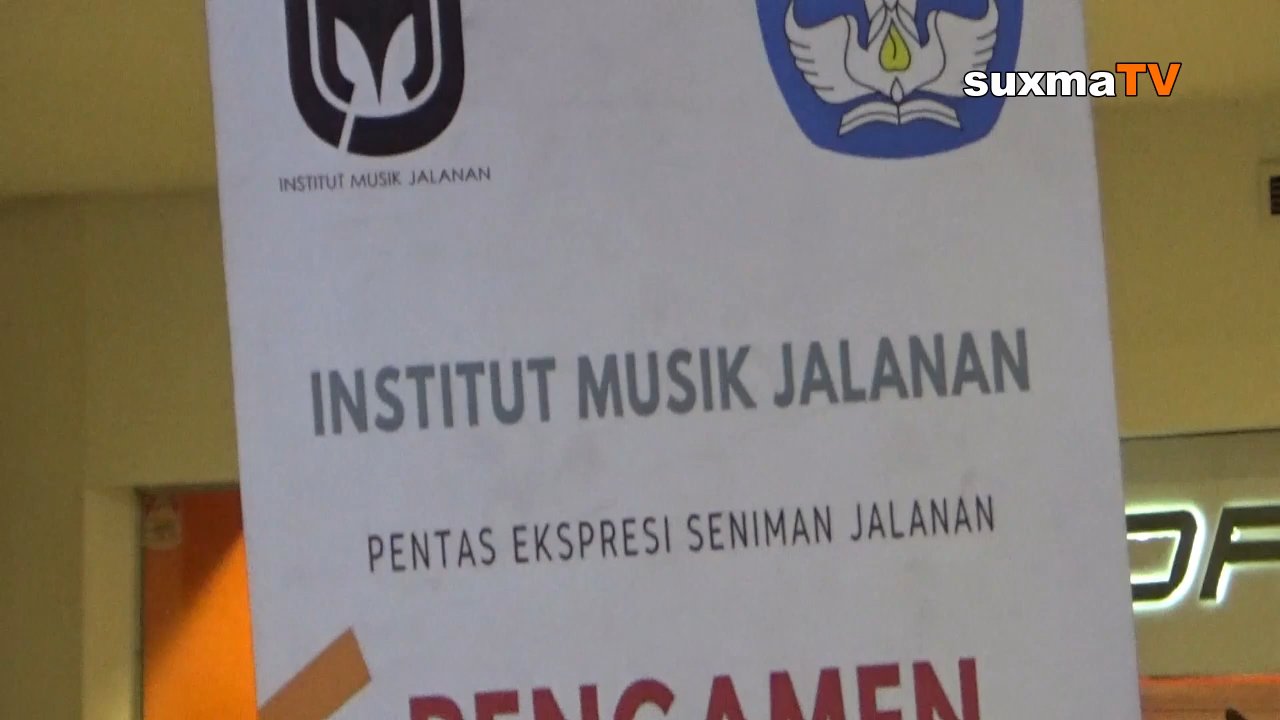 suxmaTV
INSTITUT MUSIK JALANAN
INSTITUT MUSIK JALANAN
PENTAS EKSPRESI SENIMAN JALANAN
PENGAMEN